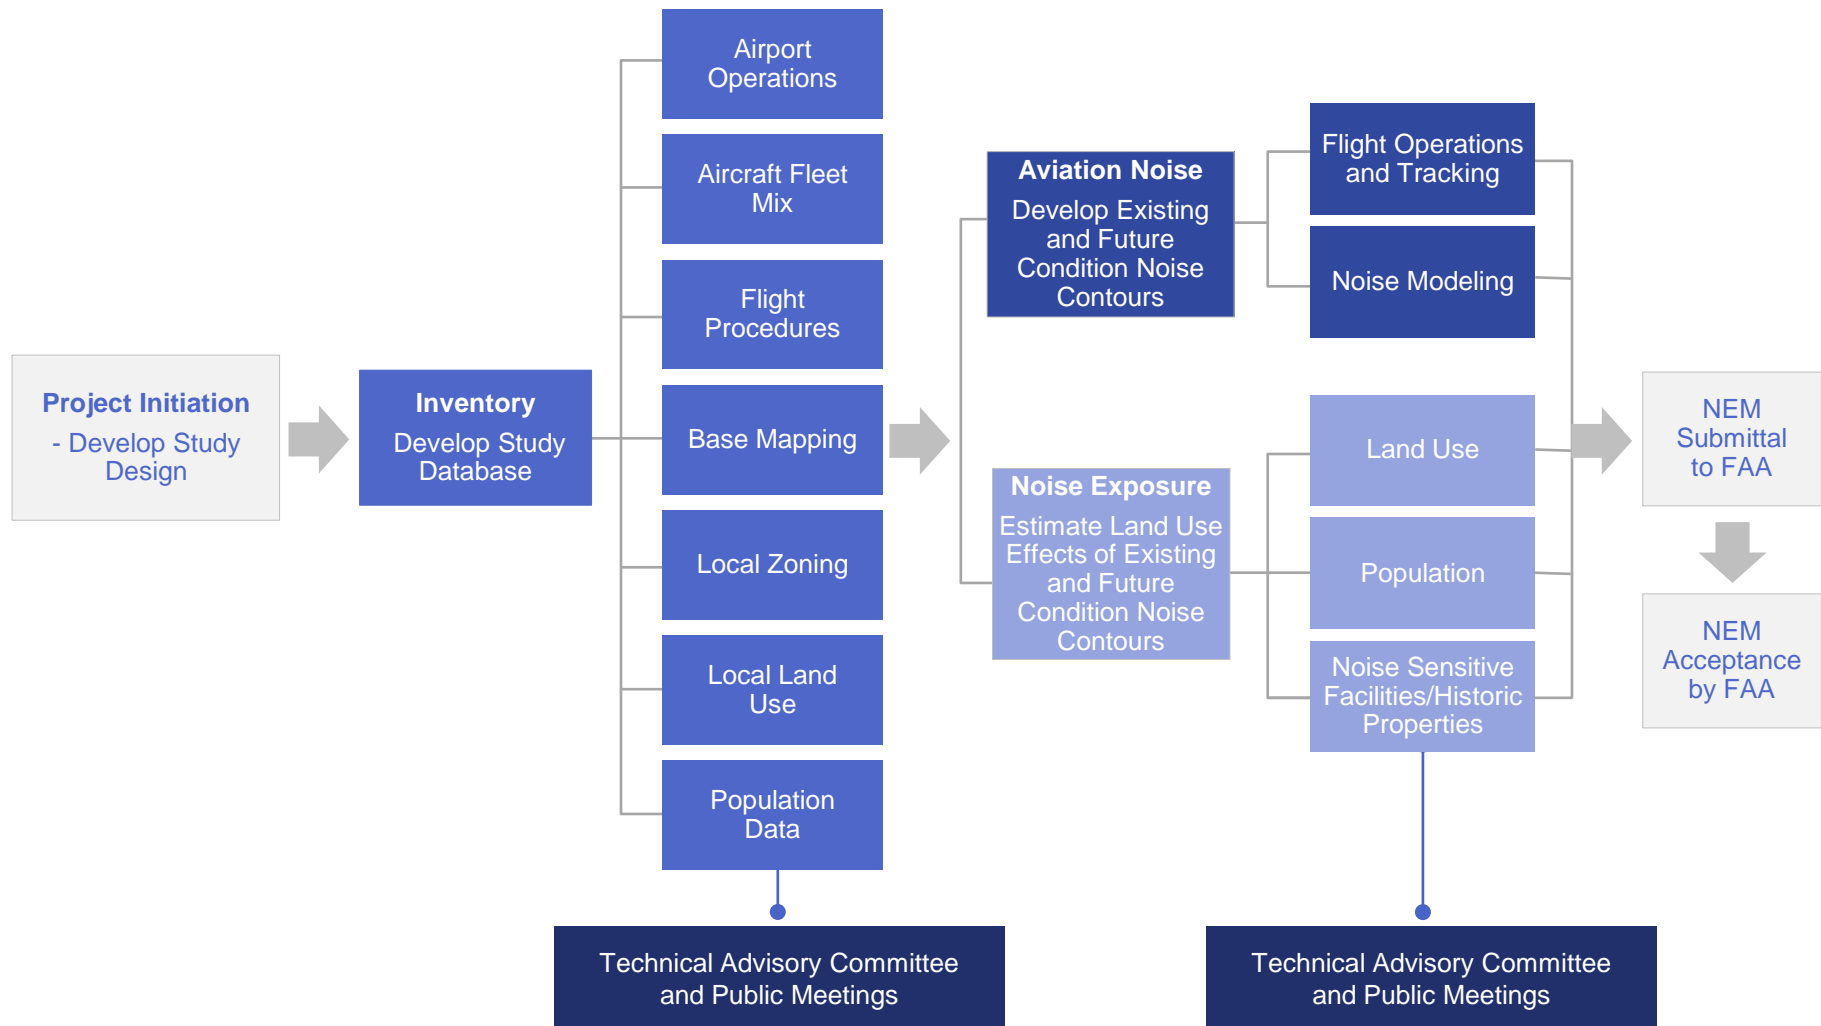 Project Initiation
- Develop Study
Design
Inventory
Develop Study
Database
Airport
Operations
Aircraft Fleet
Mix
Flight
Procedures
Base Mapping
Local Zoning
Local Land
Use
Population
Data
Technical Advisory Committee
and Public Meetings
Aviation Noise
Develop Existing
and Future
Condition Noise
Contours
Noise Exposure
Estimate Land Use
Effects of Existing
and Future
Condition Noise
Contours
Flight Operations
and Tracking
Noise Modeling
Land Use
Population
Noise Sensitive
Facilities/Historic
Properties
Technical Advisory Committee
and Public Meetings
NEM
Submittal
to FAA
NEM
Acceptance
by FAA